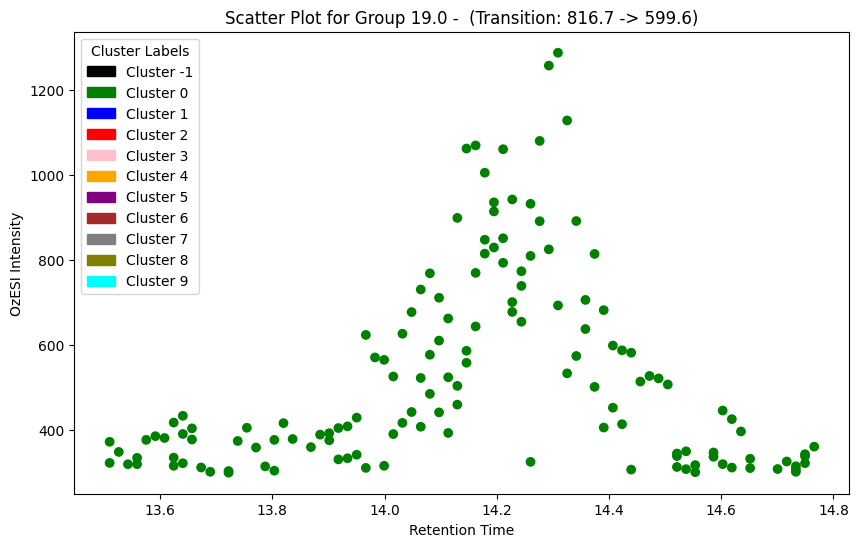 Scatter Plot for Group 19.0 -  (Transition: 816.7 -> 599.6)
Cluster Labels
Cluster -1
Cluster 0
Cluster 1
Cluster 2
Cluster 3
Cluster 4
Cluster 5
Cluster 6
Cluster 7
Cluster 8
Cluster 9
OzESI Intensity
1200
1000
800
600
400
13.6 13.8 14.0 14.2 14.4 14.6 14.8
Retention Time